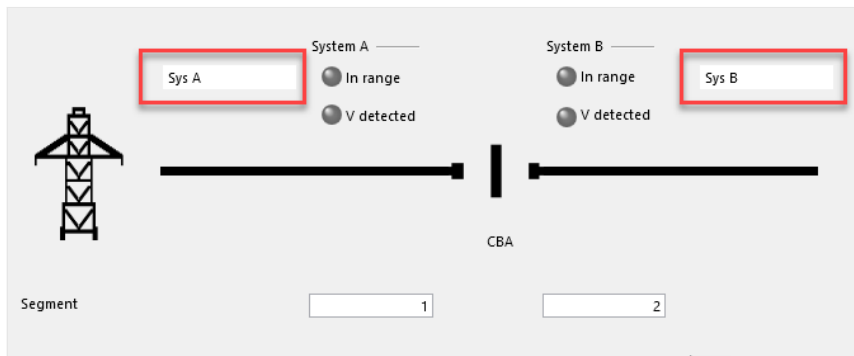 System A
System B
Sys A
In range
In range
Sys B
V detected
V detected
CBA
Segment
1
2